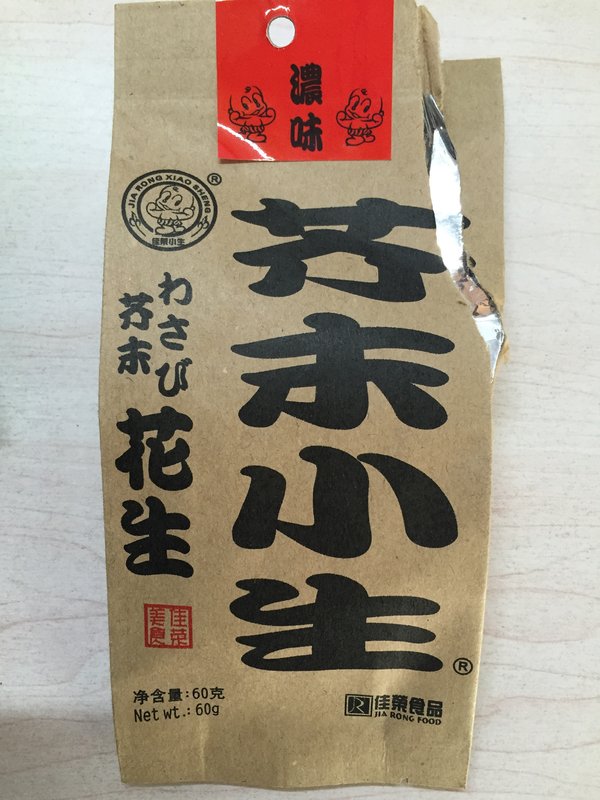 濃味
JIA RONG XIAO SHENG
®
佳榮小生
芥末小生
®
わさび
芥末
花生
佳荣
美食
净含量:60克
Net wt.: 60g
佳榮食品
JIA RONG FOOD